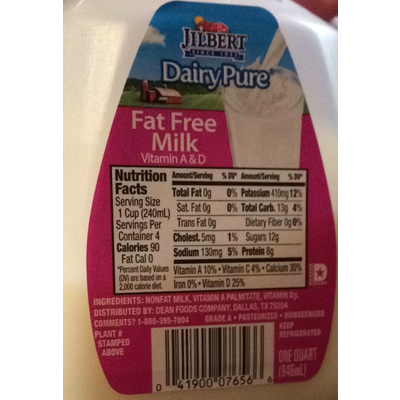 JILBERT
SINCE 1937
DairyPure
Fat Free
Milk
Vitamin A & D
Nutrition
Facts
Serving Size
1 Cup (240mL)
Servings Per
Container 4
Calories 90
Fat Cal 0
*Percent Daily Values
(DV) are based on a
2,000 calorie diet.
Amount/Serving % DV* Amount/Serving % DV*
Total Fat 0g 0% Potassium 410mg 12%
Sat. Fat 0g 0% Total Carb. 13g 4%
Trans Fat 0g Dietary Fiber 0g 0%
Cholest. 5mg 1% Sugars 12g
Sodium 130mg 5% Protein 8g
Vitamin A 10% • Vitamin C 4% • Calcium 30%
Iron 0% • Vitamin D 25%
INGREDIENTS: NONFAT MILK, VITAMIN A PALMITATE, VITAMIN D3.
DISTRIBUTED BY: DEAN FOODS COMPANY, DALLAS, TX 75204
COMMENTS? 1-800-395-7004
GRADE A • PASTEURIZED • HOMOGENIZED
PLANT #
STAMPED
ABOVE
KEEP
REFRIGERATED
ONE QUART
(946mL)
0 41900 07656 6